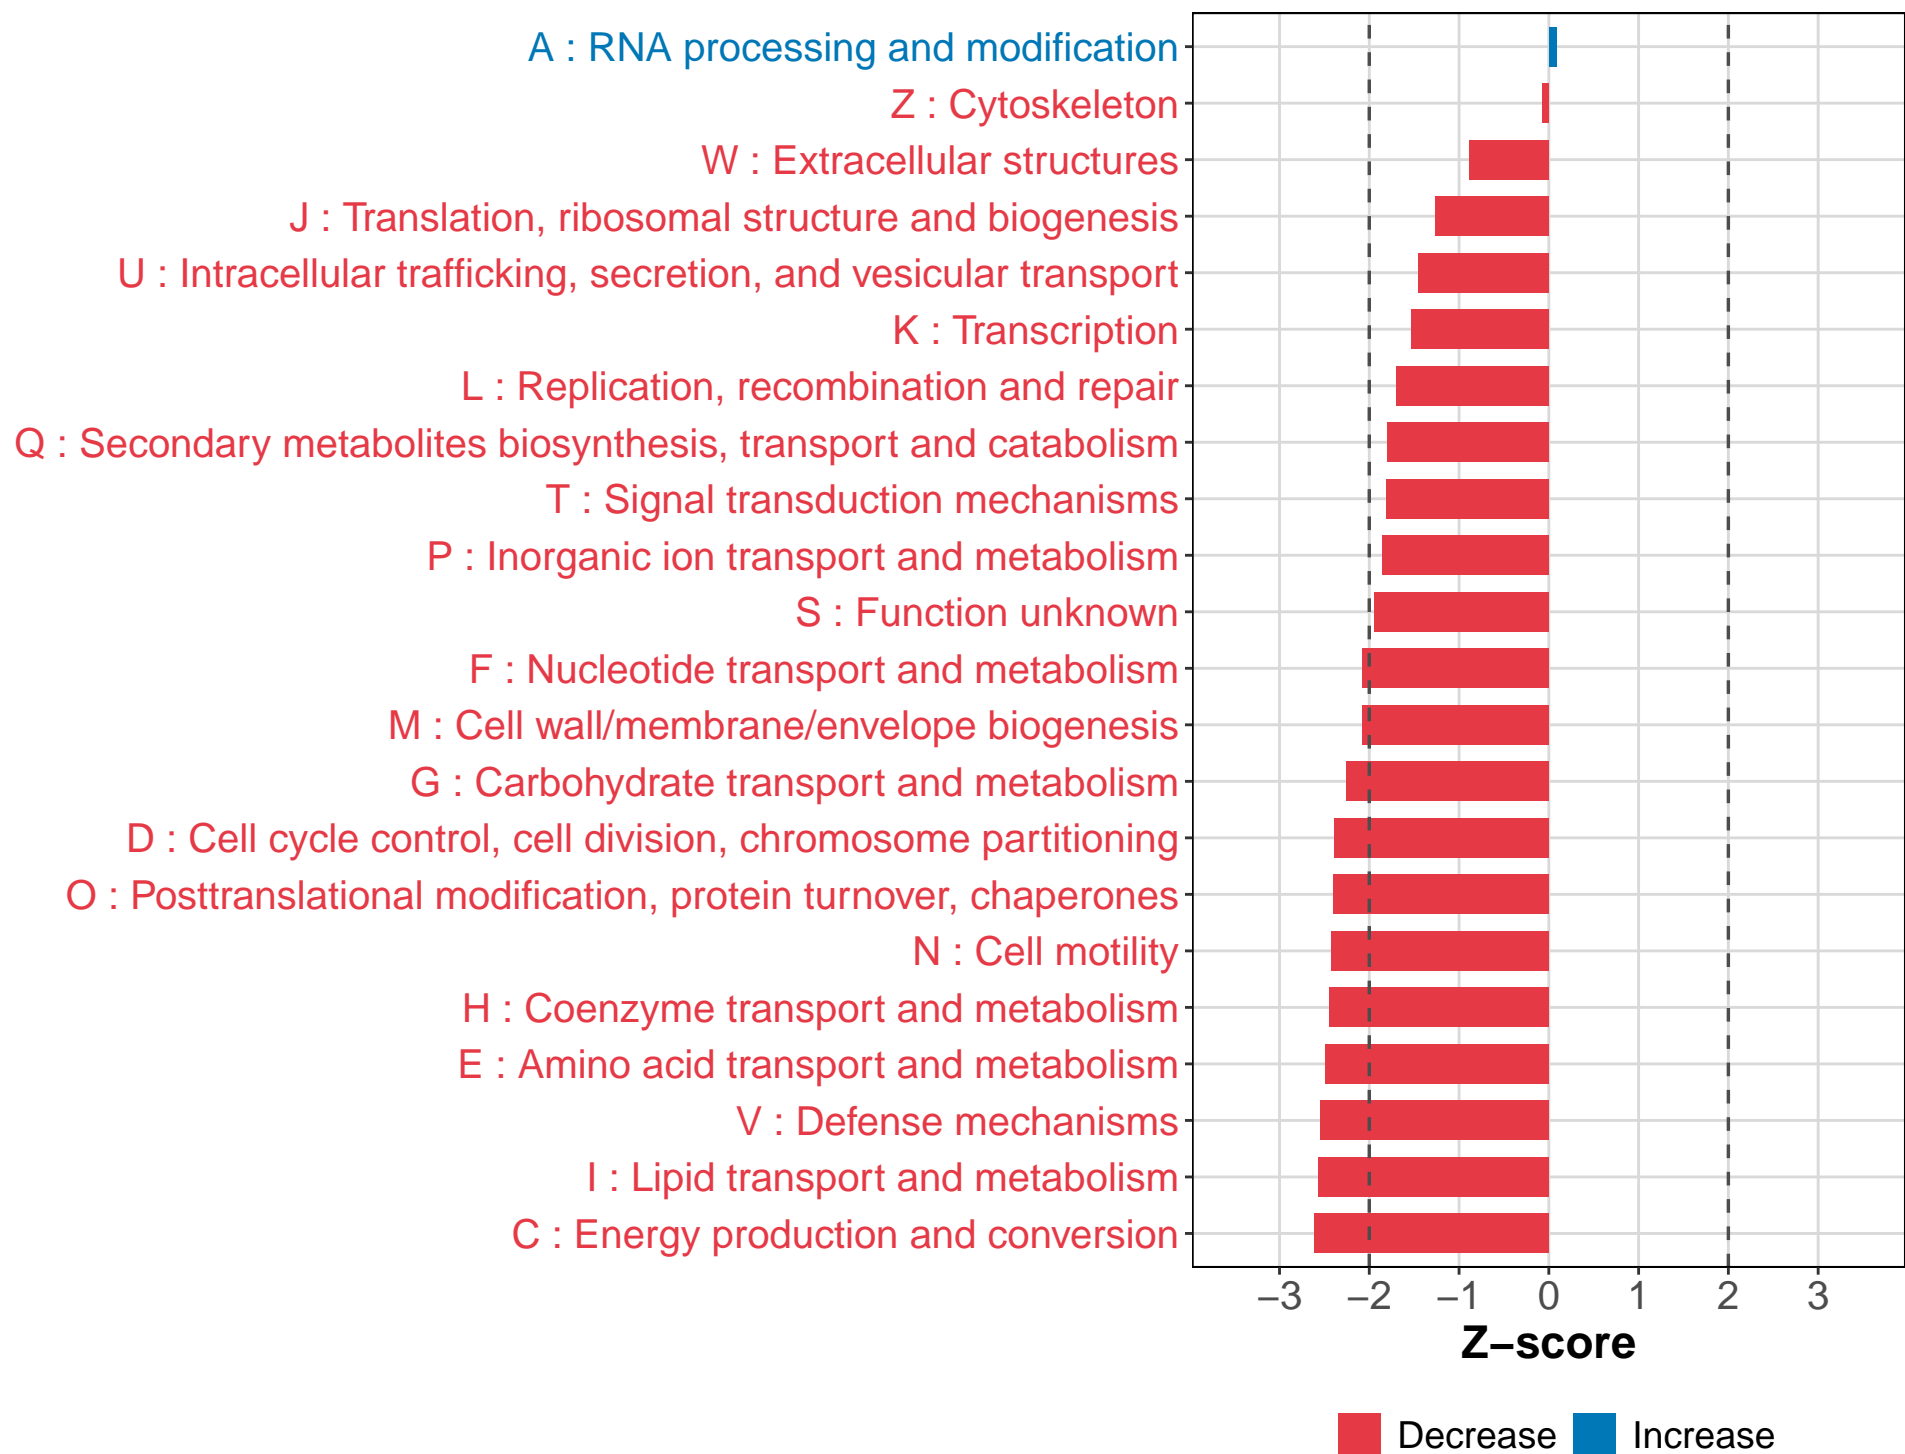 A : RNA processing and modification
Z : Cytoskeleton
W : Extracellular structures
J : Translation, ribosomal structure and biogenesis
U : Intracellular trafficking, secretion, and vesicular transport
K : Transcription
L : Replication, recombination and repair
Q : Secondary metabolites biosynthesis, transport and catabolism
T : Signal transduction mechanisms
P : Inorganic ion transport and metabolism
S : Function unknown
F : Nucleotide transport and metabolism
M : Cell wall/membrane/envelope biogenesis
G : Carbohydrate transport and metabolism
D : Cell cycle control, cell division, chromosome partitioning
O : Posttranslational modification, protein turnover, chaperones
N : Cell motility
H : Coenzyme transport and metabolism
E : Amino acid transport and metabolism
V : Defense mechanisms
I : Lipid transport and metabolism
C : Energy production and conversion
−3 −2 −1 0 1 2 3
Z−score
Decrease Increase